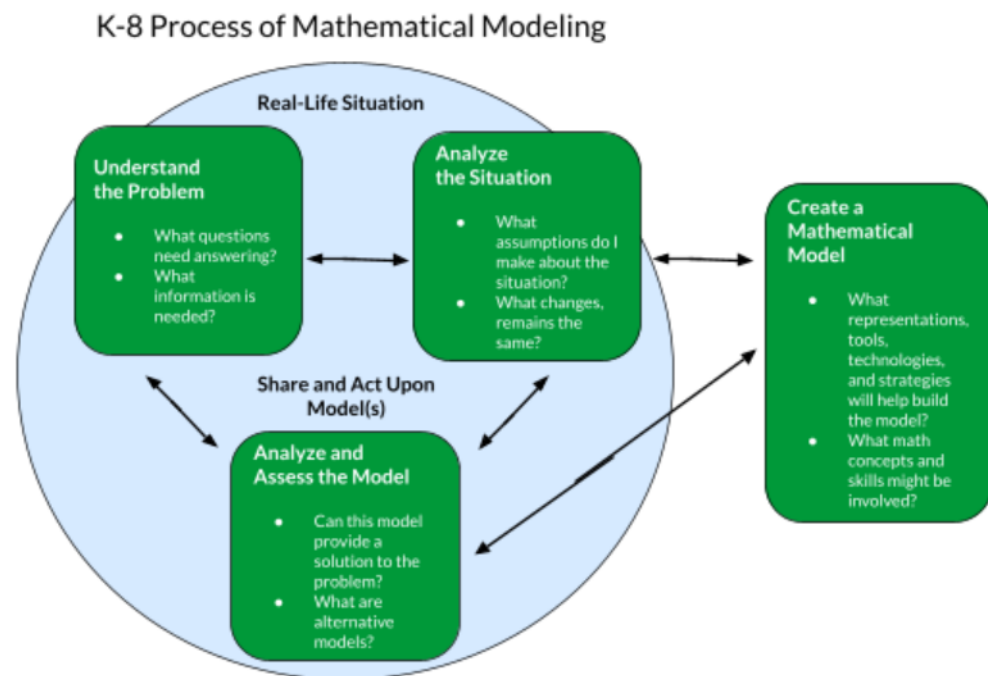 K-8 Process of Mathematical Modeling
Real-Life Situation
Understand
the Problem
● What questions
need answering?
● What
information is
needed?
Analyze
the Situation
● What
assumptions do I
make about the
situation?
● What changes,
remains the
same?
Create a
Mathematical
Model
● What
representations,
tools,
technologies,
and strategies
will help build
the model?
● What math
concepts and
skills might be
involved?
Share and Act Upon
Model(s)
Analyze and
Assess the Model
● Can this model
provide a
solution to the
problem?
● What are
alternative
models?